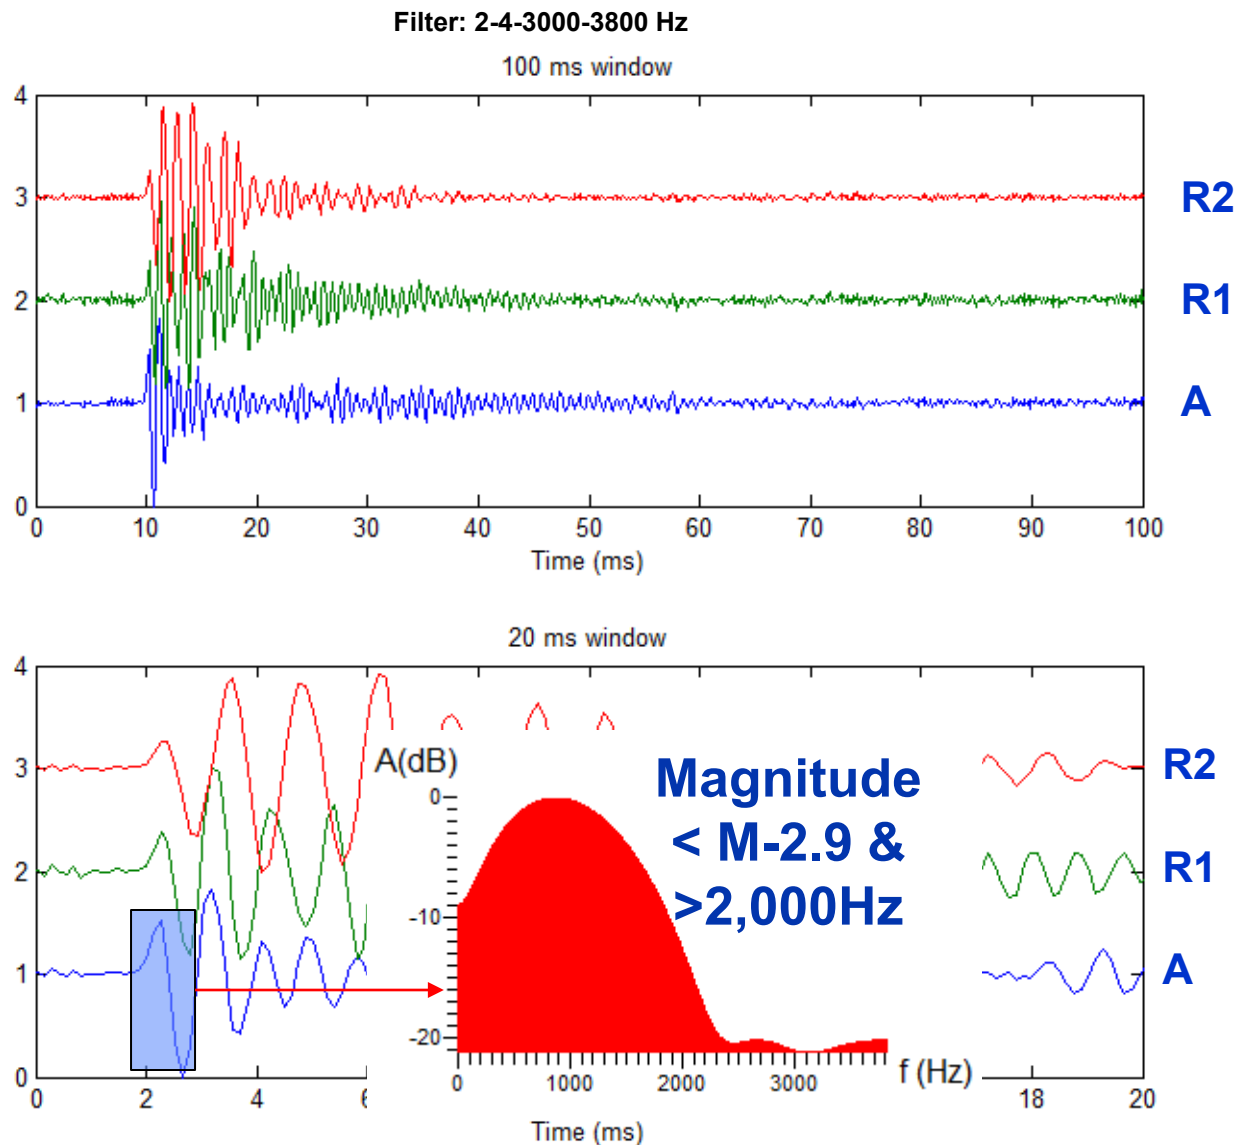 Filter: 2-4-3000-3800 Hz
100 ms window
4
3
2
1
0
R2
R1
A
0 10 20 30 40 50 60 70 80 90 100
Time (ms)
20 ms window
4
3
2
1
0
A(dB)
0
-10
-20
Magnitude
< M-2.9 &
>2,000Hz
0 1000 2000 3000
f (Hz)
R2
R1
A
0 2 4 18 20
Time (ms)